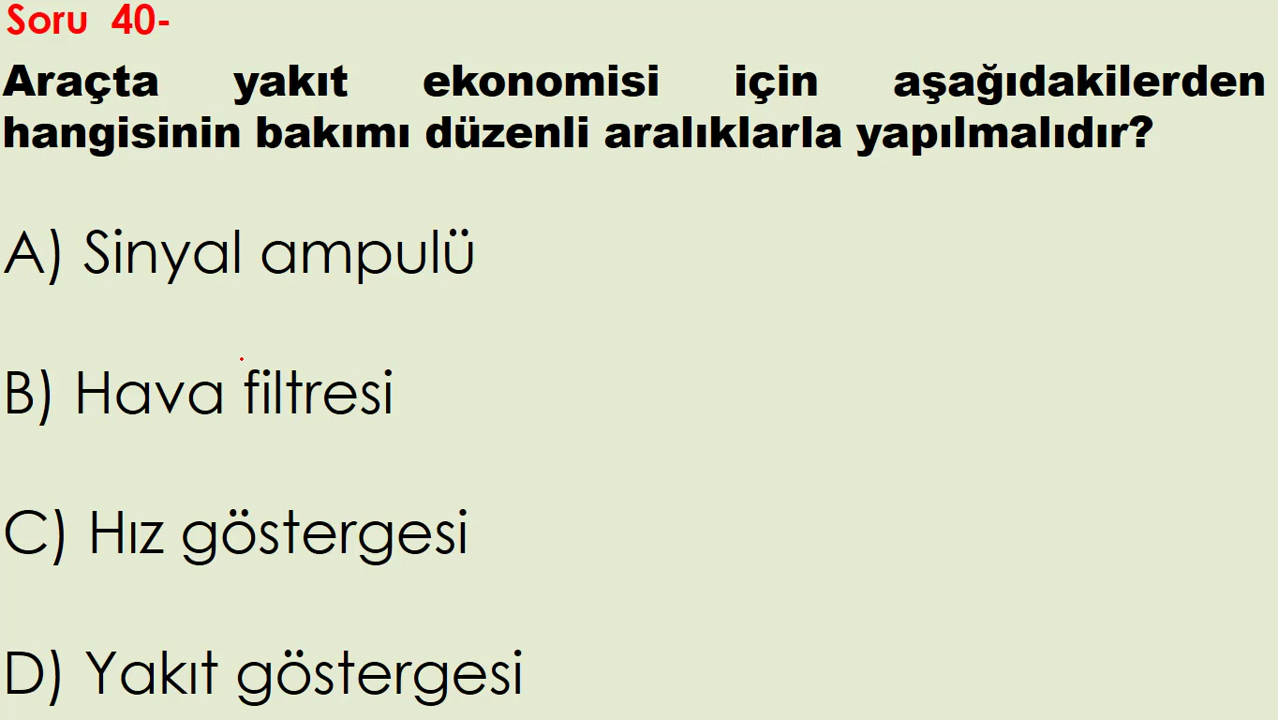 Soru 40-
Araçta yakıt ekonomisi için aşağıdakilerden
hangisinin bakımı düzenli aralıklarla yapılmalıdır?
A) Sinyal ampulü
B) Hava filtresi
C) Hız göstergesi
D) Yakıt göstergesi